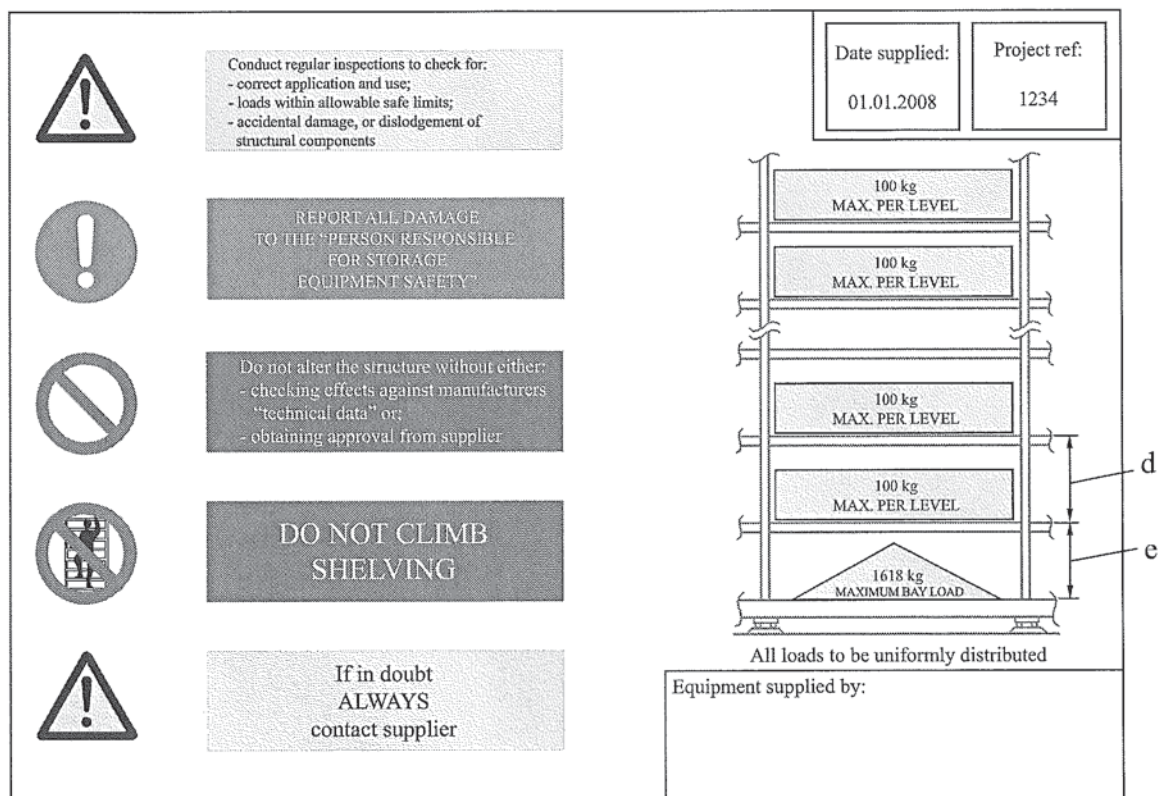 Conduct regular inspections to check for:
- correct application and use;
- loads within allowable safe limits;
- accidental damage, or dislodgement of
structural components
REPORT ALL DAMAGE
TO THE "PERSON RESPONSIBLE
FOR STORAGE
EQUIPMENT SAFETY"
Do not alter the structure without either:
- checking effects against manufacturers
"technical data" or;
- obtaining approval from supplier
DO NOT CLIMB
SHELVING
If in doubt
ALWAYS
contact supplier
Date supplied:
01.01.2008
Project ref:
1234
100 kg
MAX. PER LEVEL
100 kg
MAX. PER LEVEL
100 kg
MAX. PER LEVEL
100 kg
MAX. PER LEVEL
d
e
1618 kg
MAXIMUM BAY LOAD
All loads to be uniformly distributed
Equipment supplied by: